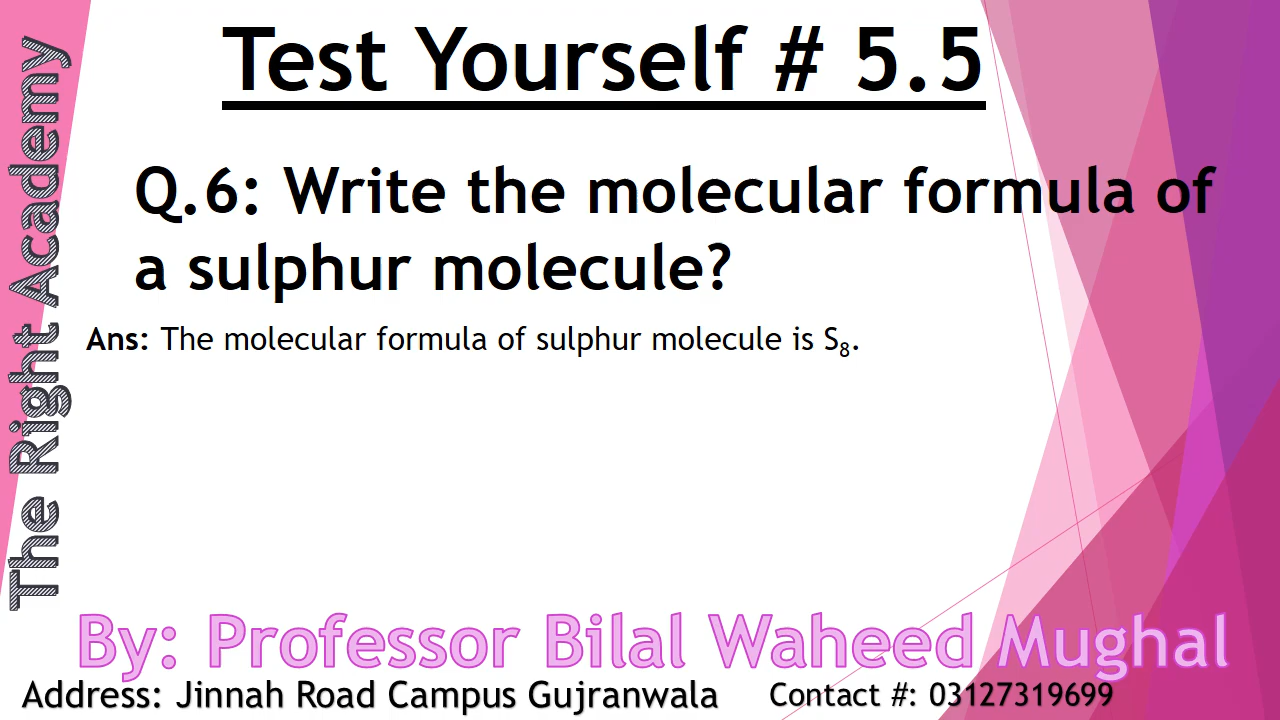 Test Yourself # 5.5
The Right Academy
Q.6: Write the molecular formula of
a sulphur molecule?
Ans: The molecular formula of sulphur molecule is S₈.
By: Professor Bilal Waheed Mughal
Address: Jinnah Road Campus Gujranwala Contact #: 03127319699